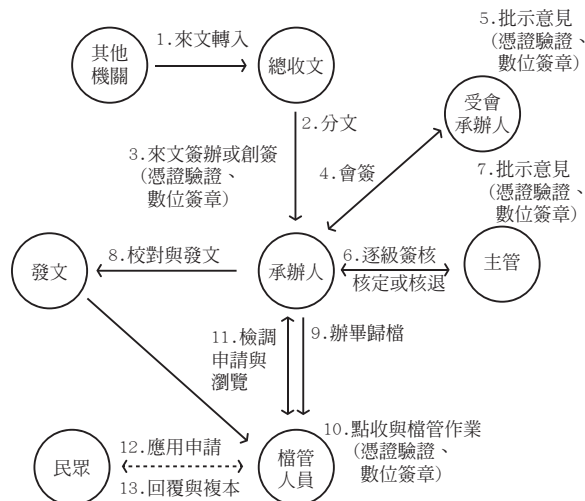 5.批示意見
(憑證驗證、
數位簽章)
其他
機關
1.來文轉入
總收文
受會
承辦人
2.分文
3.來文簽辦或創簽
(憑證驗證、
數位簽章)
4.會簽
7.批示意見
(憑證驗證、
數位簽章)
發文
8.校對與發文
承辦人
6.逐級簽核
核定或核退
主管
11.檢調
申請與
瀏覽
9.辦畢歸檔
10.點收與檔管作業
(憑證驗證、
數位簽章)
民眾
12.應用申請
13.回覆與複本
檔管
人員